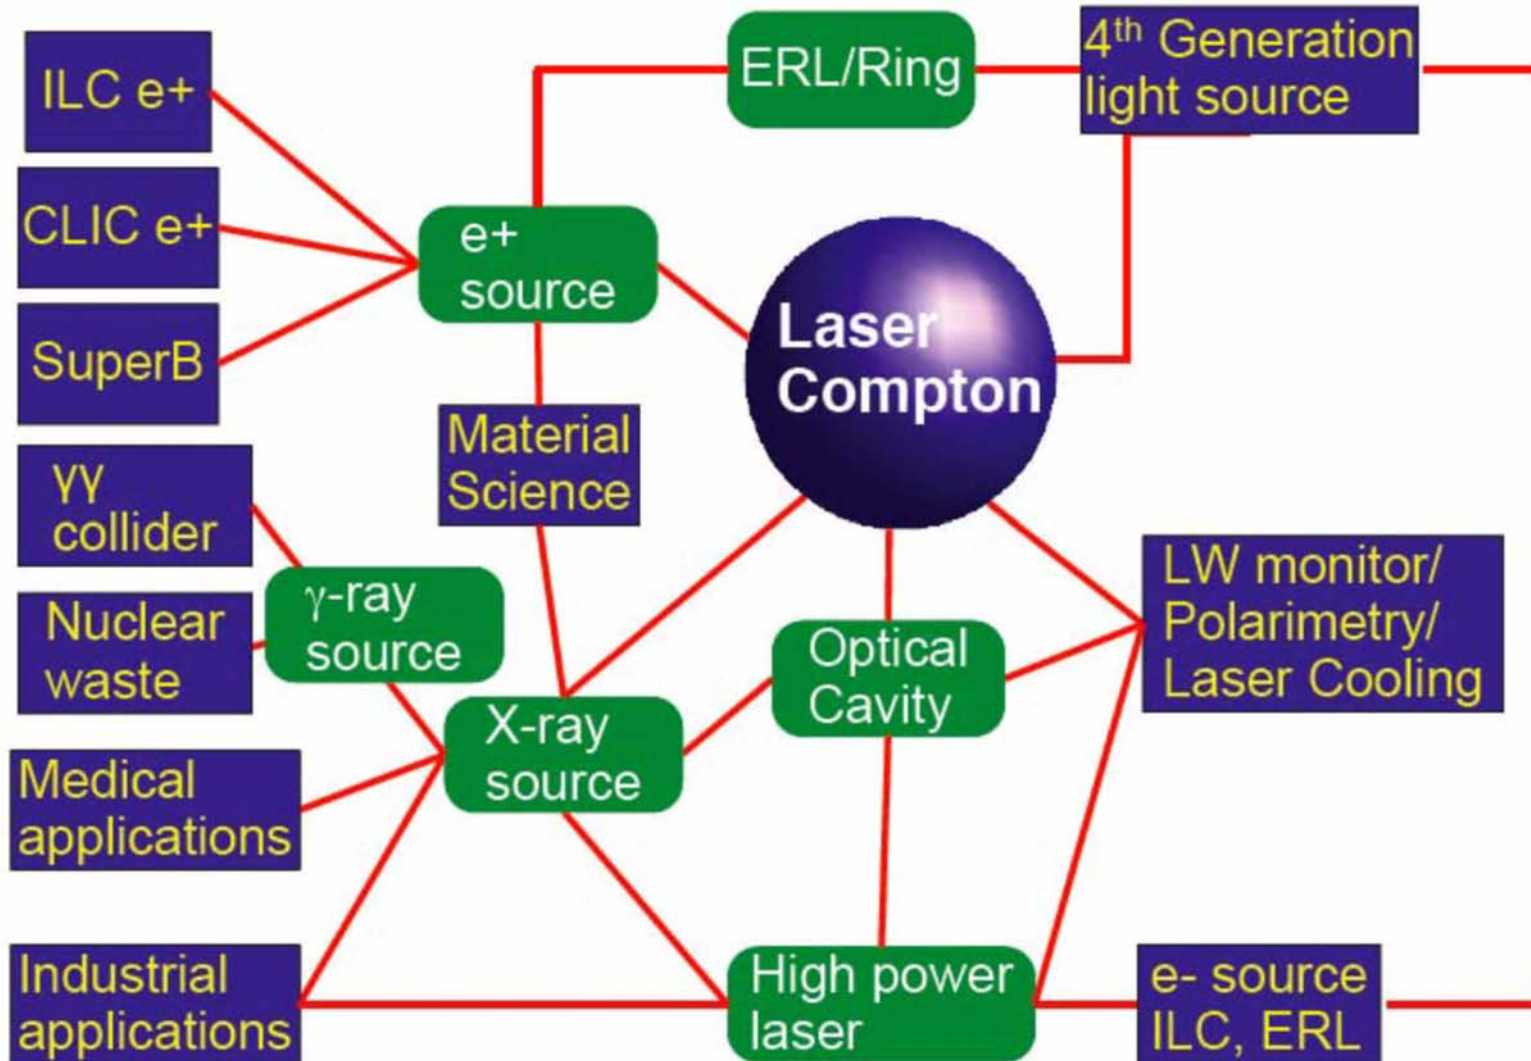 ILC e+
CLIC e+
SuperB
γγ
collider
Nuclear
waste
Medical
applications
Industrial
applications
e+
source
Material
Science
γ-ray
source
X-ray
source
ERL/Ring
4th Generation
light source
Laser
Compton
Optical
Cavity
LW monitor/
Polarimetry/
Laser Cooling
High power
laser
e- source
ILC, ERL